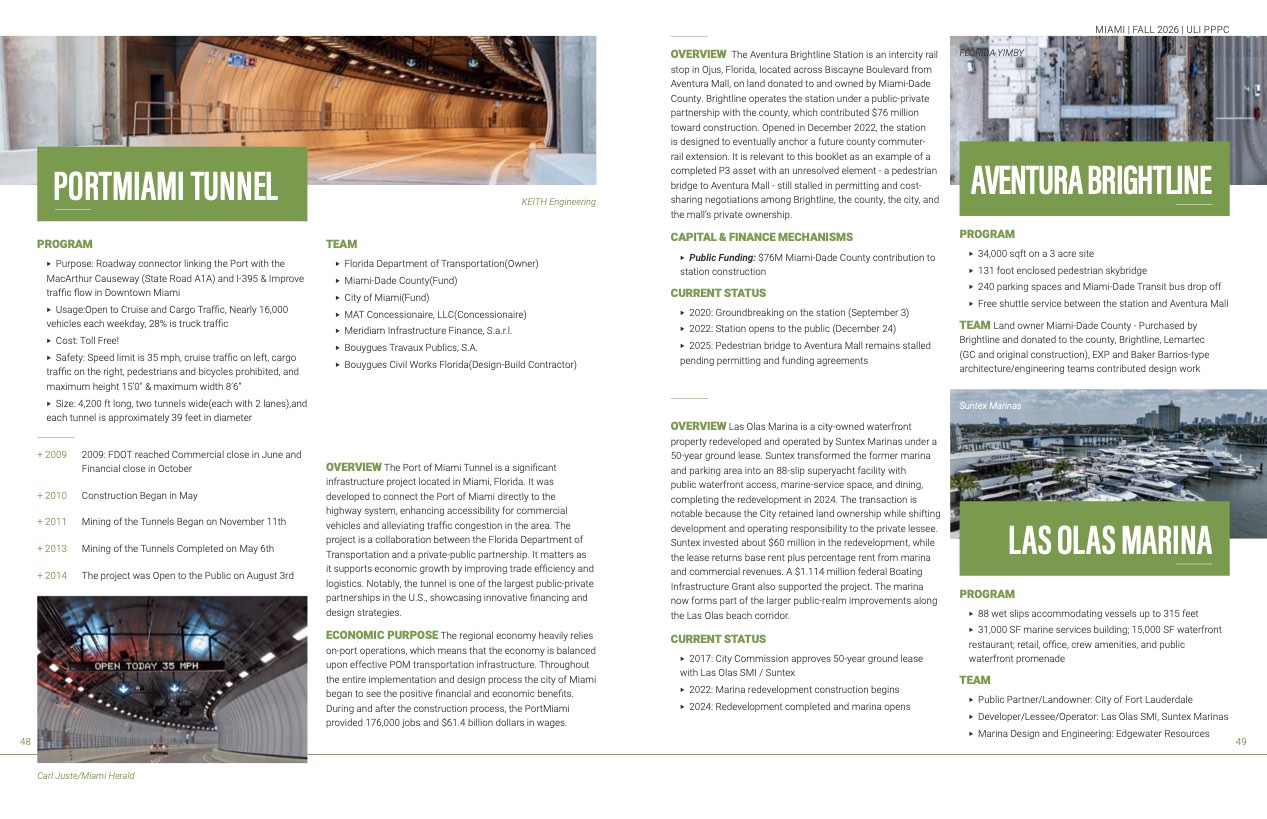 MIAMI | FALL 2026 | ULI PPPC
PORTMIAMI TUNNEL
KEITH Engineering
PROGRAM
‣ Purpose: Roadway connector linking the Port with the
MacArthur Causeway (State Road A1A) and I-395 & Improve
traffic flow in Downtown Miami
‣ Usage:Open to Cruise and Cargo Traffic, Nearly 16,000
vehicles each weekday, 28% is truck traffic
‣ Cost: Toll Free!
‣ Safety: Speed limit is 35 mph, cruise traffic on left, cargo
traffic on the right, pedestrians and bicycles prohibited, and
maximum height 15'0" & maximum width 8'6"
‣ Size: 4,200 ft long, two tunnels wide(each with 2 lanes),and
each tunnel is approximately 39 feet in diameter
+ 2009 2009: FDOT reached Commercial close in June and
Financial close in October
+ 2010 Construction Began in May
+ 2011 Mining of the Tunnels Began on November 11th
+ 2013 Mining of the Tunnels Completed on May 6th
+ 2014 The project was Open to the Public on August 3rd
OPEN TODAY 35 MPH
48
Carl Juste/Miami Herald
TEAM
‣ Florida Department of Transportation(Owner)
‣ Miami-Dade County(Fund)
‣ City of Miami(Fund)
‣ MAT Concessionaire, LLC(Concessionaire)
‣ Meridiam Infrastructure Finance, S.a.r.l.
‣ Bouygues Travaux Publics, S.A.
‣ Bouygues Civil Works Florida(Design-Build Contractor)
OVERVIEW The Port of Miami Tunnel is a significant
infrastructure project located in Miami, Florida. It was
developed to connect the Port of Miami directly to the
highway system, enhancing accessibility for commercial
vehicles and alleviating traffic congestion in the area. The
project is a collaboration between the Florida Department of
Transportation and a private-public partnership. It matters as
it supports economic growth by improving trade efficiency and
logistics. Notably, the tunnel is one of the largest public-private
partnerships in the U.S., showcasing innovative financing and
design strategies.
ECONOMIC PURPOSE The regional economy heavily relies
on-port operations, which means that the economy is balanced
upon effective POM transportation infrastructure. Throughout
the entire implementation and design process the city of Miami
began to see the positive financial and economic benefits.
During and after the construction process, the PortMiami
provided 176,000 jobs and $61.4 billion dollars in wages.
OVERVIEW The Aventura Brightline Station is an intercity rail
stop in Ojus, Florida, located across Biscayne Boulevard from
Aventura Mall, on land donated to and owned by Miami-Dade
County. Brightline operates the station under a public-private
partnership with the county, which contributed $76 million
toward construction. Opened in December 2022, the station
is designed to eventually anchor a future county commuter-
rail extension. It is relevant to this booklet as an example of a
completed P3 asset with an unresolved element - a pedestrian
bridge to Aventura Mall - still stalled in permitting and cost-
sharing negotiations among Brightline, the county, the city, and
the mall's private ownership.
CAPITAL & FINANCE MECHANISMS
‣ Public Funding: $76M Miami-Dade County contribution to
station construction
CURRENT STATUS
‣ 2020: Groundbreaking on the station (September 3)
‣ 2022: Station opens to the public (December 24)
‣ 2025: Pedestrian bridge to Aventura Mall remains stalled
pending permitting and funding agreements
FLORIDA YIMBY
AVENTURA BRIGHTLINE
PROGRAM
‣ 34,000 sqft on a 3 acre site
‣ 131 foot enclosed pedestrian skybridge
‣ 240 parking spaces and Miami-Dade Transit bus drop off
‣ Free shuttle service between the station and Aventura Mall
TEAM Land owner Miami-Dade County - Purchased by
Brightline and donated to the county, Brightline, Lemartec
(GC and original construction), EXP and Baker Barrios-type
architecture/engineering teams contributed design work
OVERVIEW Las Olas Marina is a city-owned waterfront
property redeveloped and operated by Suntex Marinas under a
50-year ground lease. Suntex transformed the former marina
and parking area into an 88-slip superyacht facility with
public waterfront access, marine-service space, and dining,
completing the redevelopment in 2024. The transaction is
notable because the City retained land ownership while shifting
development and operating responsibility to the private lessee.
Suntex invested about $60 million in the redevelopment, while
the lease returns base rent plus percentage rent from marina
and commercial revenues. A $1.114 million federal Boating
Infrastructure Grant also supported the project. The marina
now forms part of the larger public-realm improvements along
the Las Olas beach corridor.
CURRENT STATUS
‣ 2017: City Commission approves 50-year ground lease
with Las Olas SMI / Suntex
‣ 2022: Marina redevelopment construction begins
‣ 2024: Redevelopment completed and marina opens
Suntex Marinas
LAS OLAS MARINA
PROGRAM
‣ 88 wet slips accommodating vessels up to 315 feet
‣ 31,000 SF marine services building; 15,000 SF waterfront
restaurant; retail, office, crew amenities, and public
waterfront promenade
TEAM
‣ Public Partner/Landowner: City of Fort Lauderdale
‣ Developer/Lessee/Operator: Las Olas SMI, Suntex Marinas
‣ Marina Design and Engineering: Edgewater Resources
49